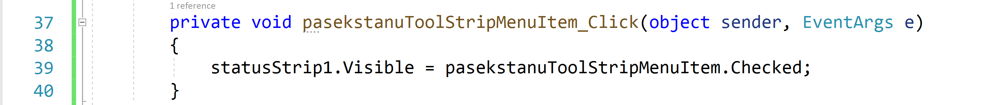 1 reference
37 private void pasekstanuToolStripMenuItem_Click(object sender, EventArgs e)
38 {
39 statusStrip1.Visible = pasekstanuToolStripMenuItem.Checked;
40 }